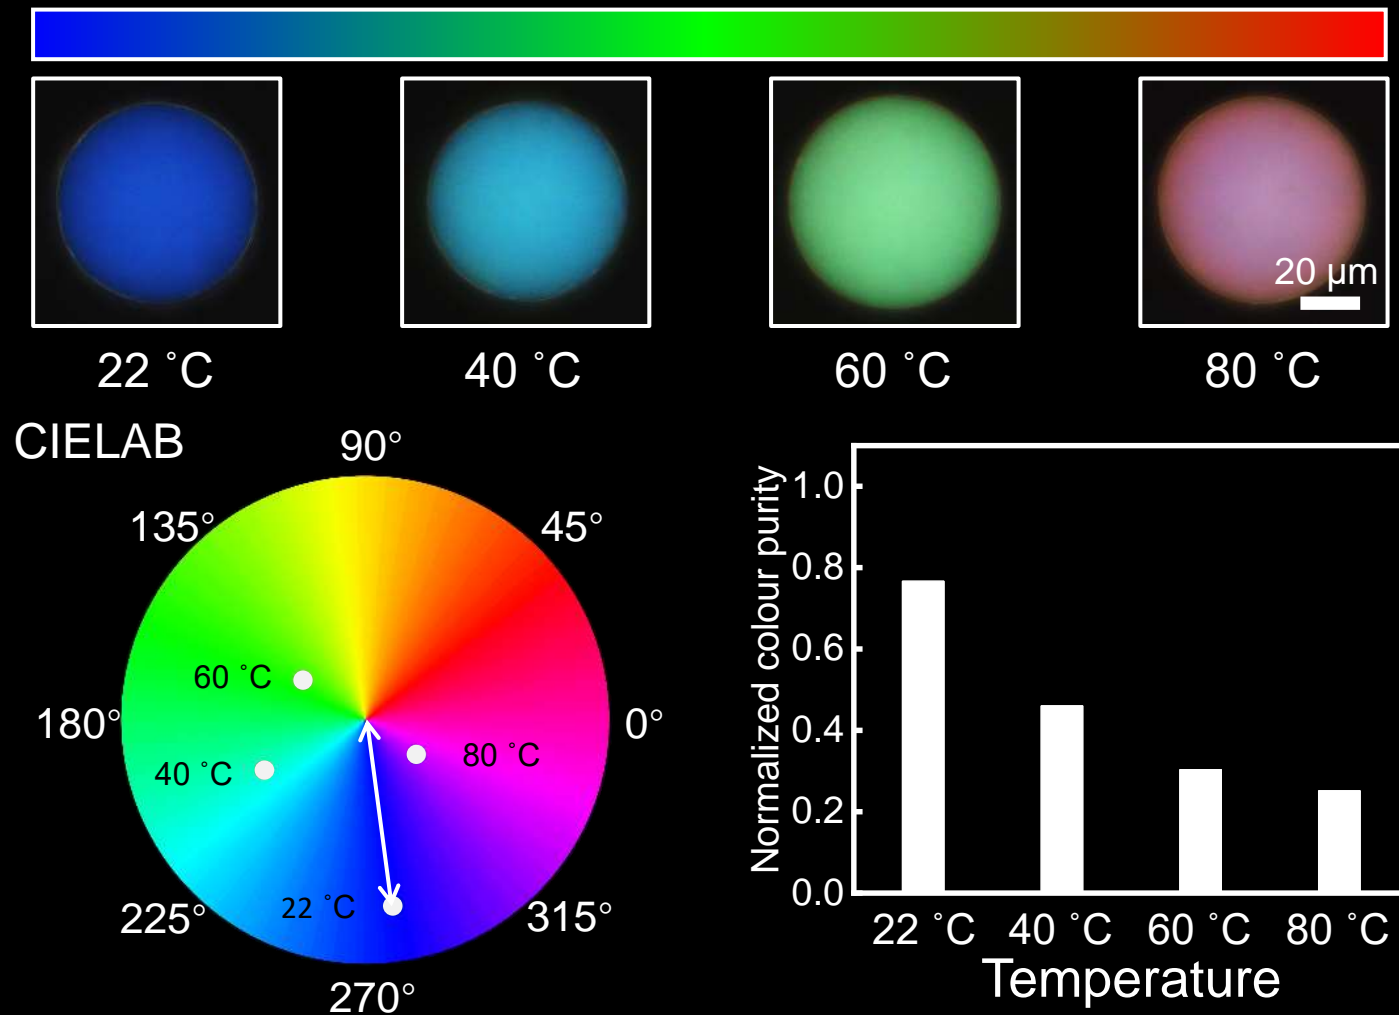 20 μm
22 ˚C
40 ˚C
60 ˚C
80 ˚C
CIELAB
90°
135°
45°
60 ˚C
180°
0°
40 ˚C
80 ˚C
22 ˚C
225°
315°
270°
Normalized colour purity
1.0
0.8
0.6
0.4
0.2
0.0
22 ˚C
40 ˚C
60 ˚C
80 ˚C
Temperature